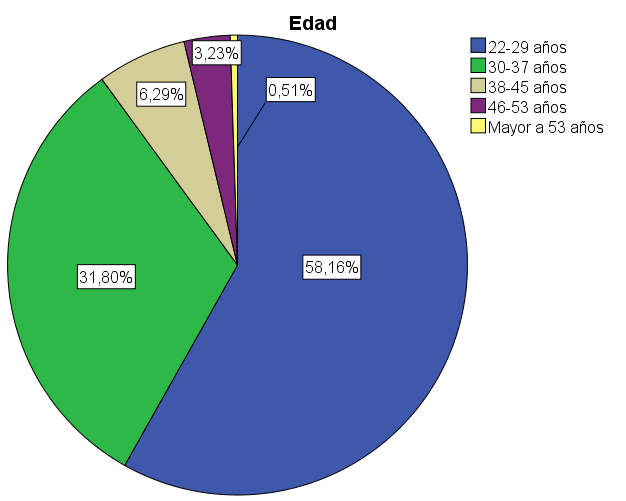 Edad
22-29 años
30-37 años
38-45 años
46-53 años
Mayor a 53 años
3,23%
6,29%
0,51%
31,80%
58,16%